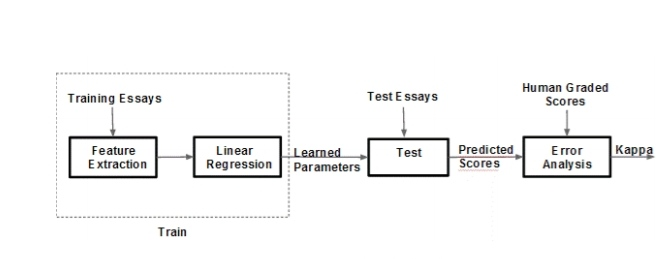 Training Essays
Feature
Extraction
Linear
Regression
Learned
Parameters
Test Essays
Test
Predicted
Scores
Human Graded
Scores
Error
Analysis
Kappa
Train